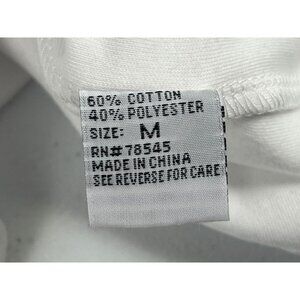 60% COTTON
40% POLYESTER
SIZE: M
RN# 78545
MADE IN CHINA
SEE REVERSE FOR CARE